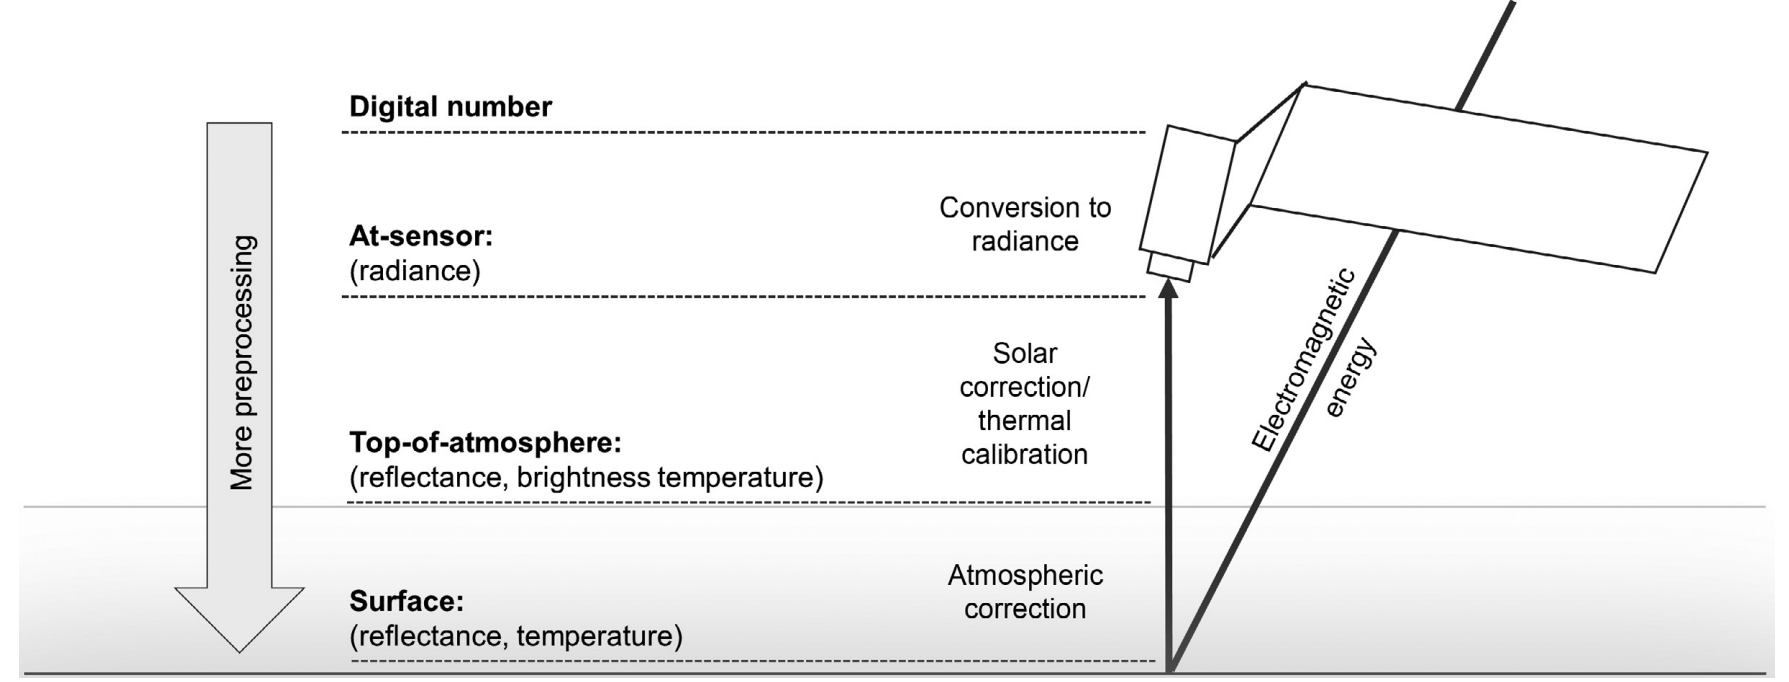 Digital number
Conversion to
radiance
At-sensor:
(radiance)
Solar
correction/
thermal
calibration
Top-of-atmosphere:
(reflectance, brightness temperature)
Atmospheric
correction
Surface:
(reflectance, temperature)
More preprocessing
Electromagnetic
energy